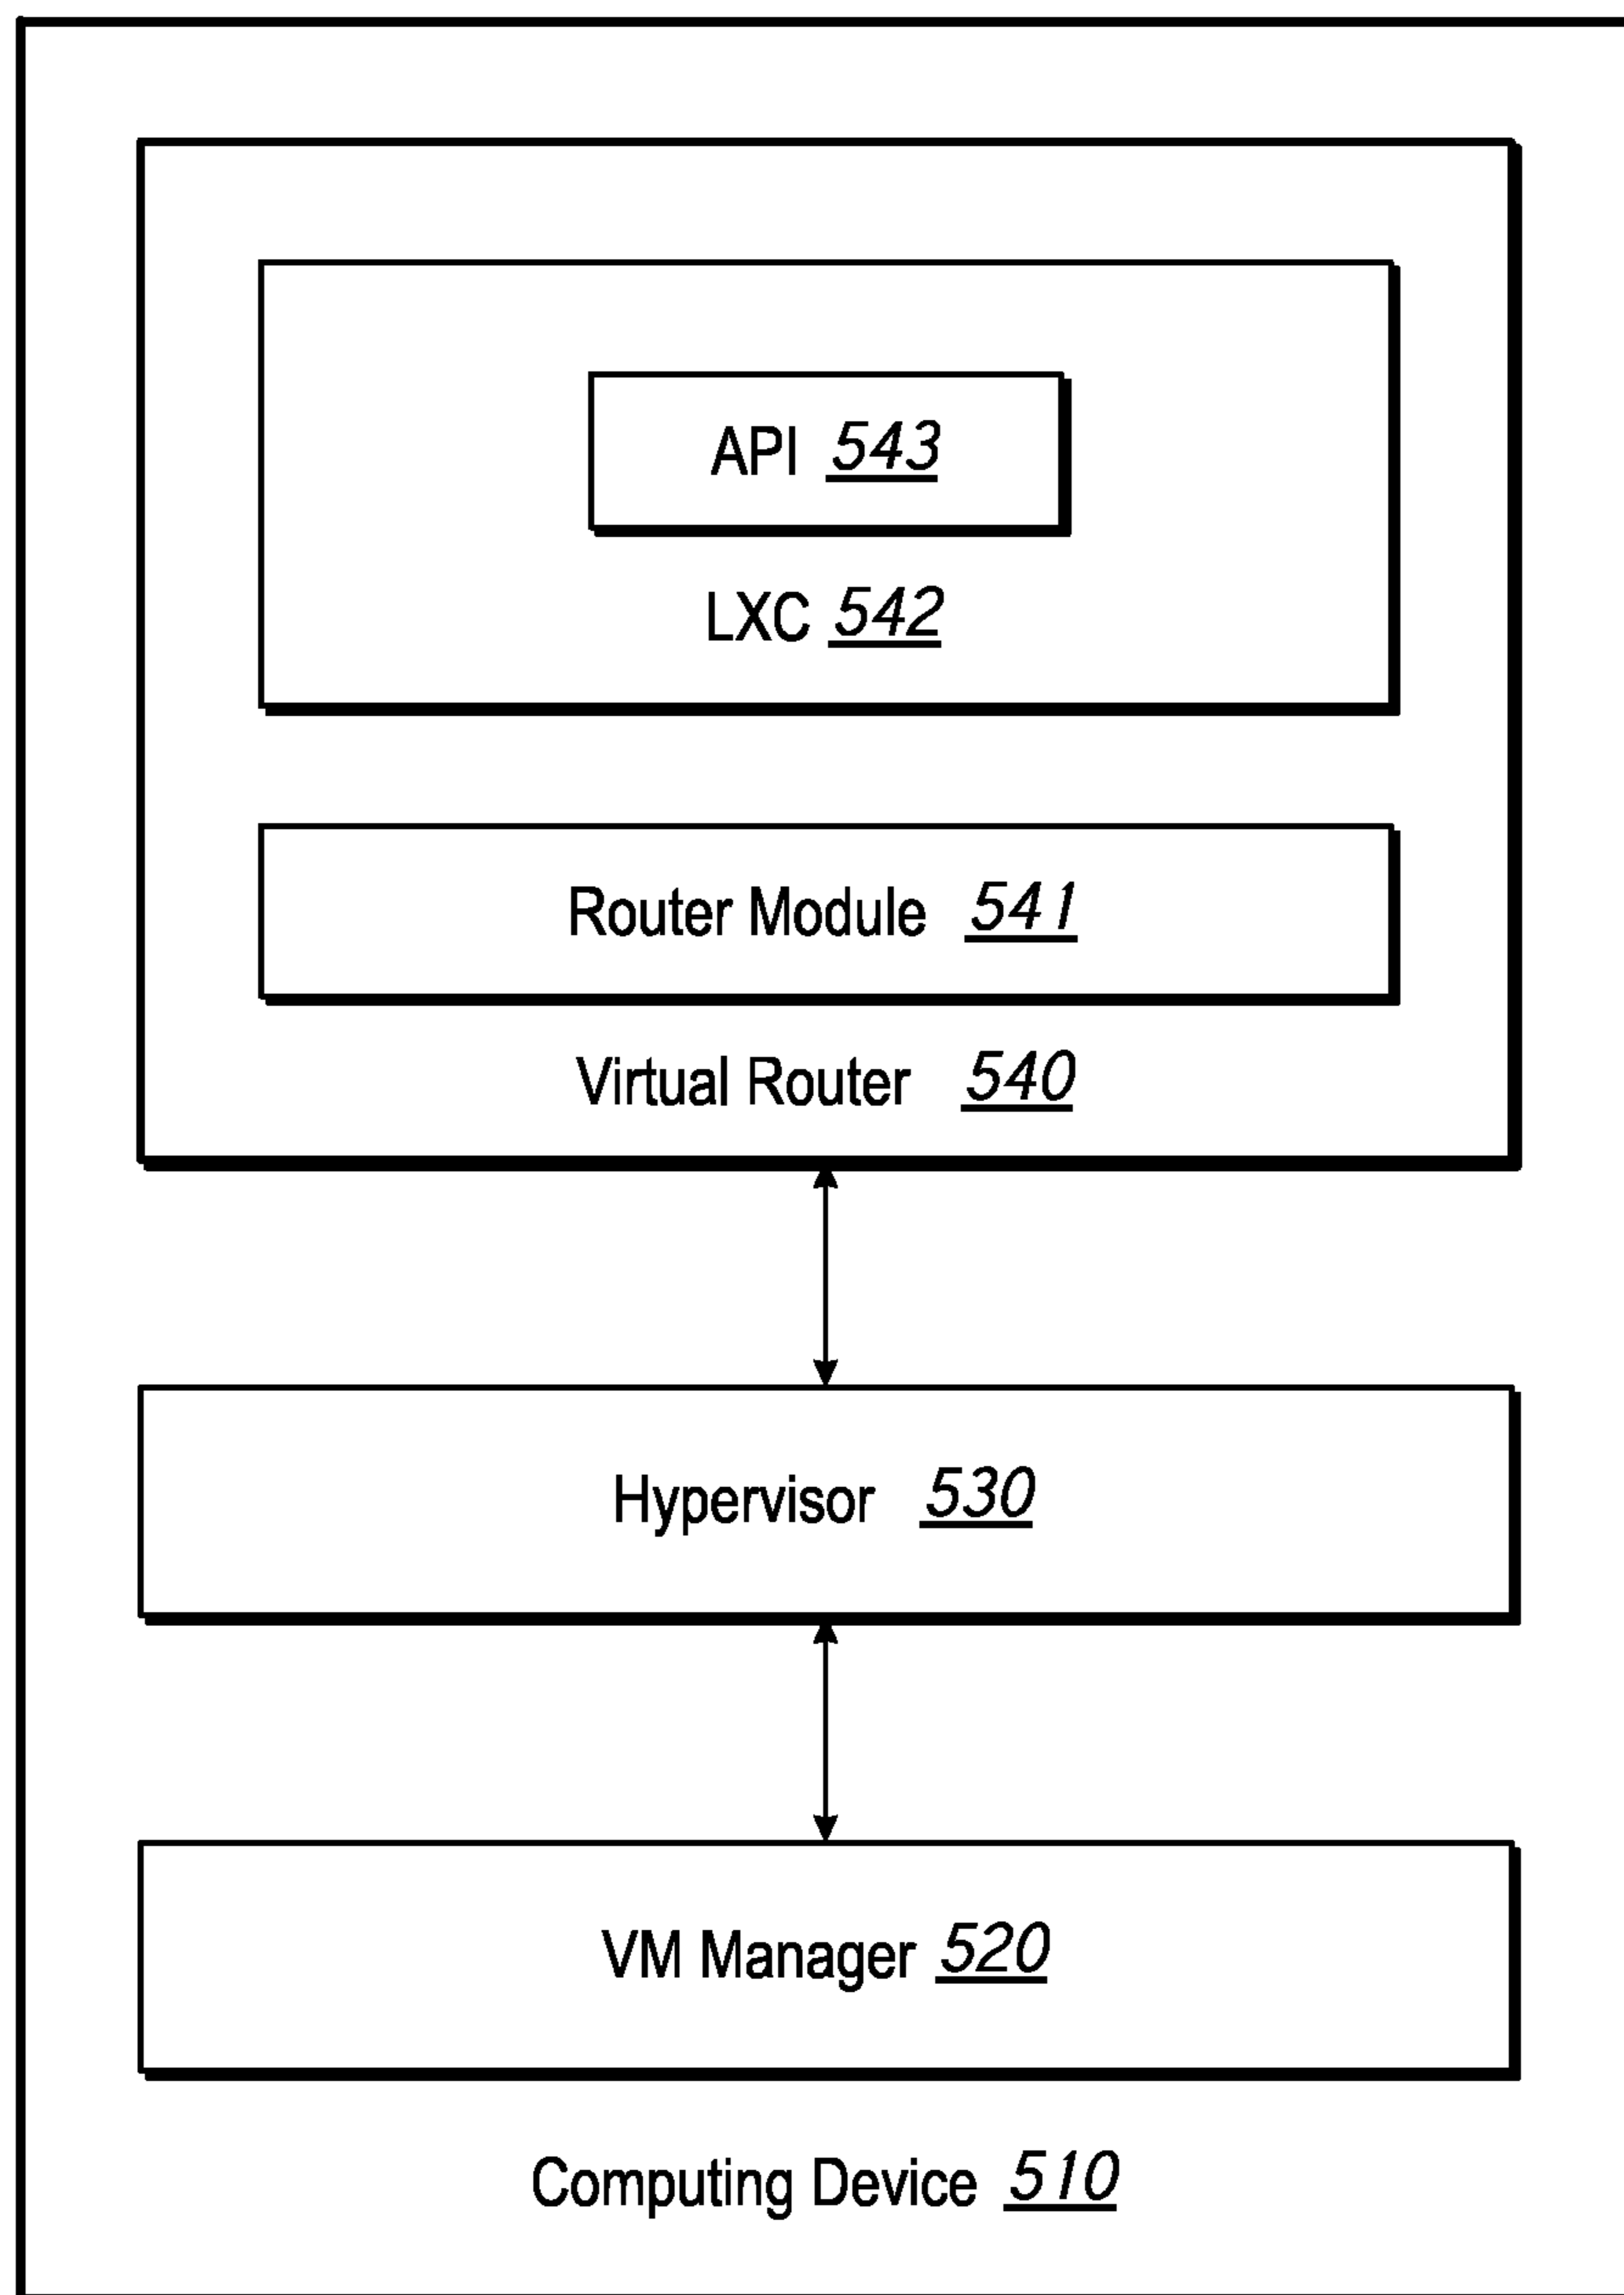 API 543
LXC 542
Router Module 541
Virtual Router 540
Hypervisor 530
VM Manager 520
Computing Device 510